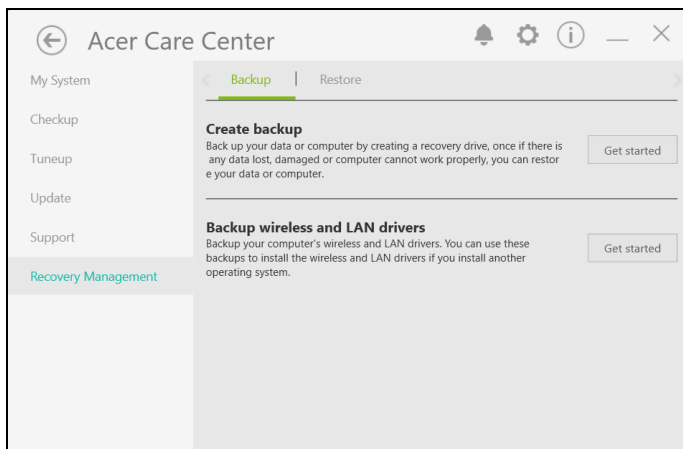 Acer Care Center
My System
Checkup
Tuneup
Update
Support
Recovery Management
Backup | Restore
Create backup
Back up your data or computer by creating a recovery drive, once if there is
any data lost, damaged or computer cannot work properly, you can restor
e your data or computer.
Get started
Backup wireless and LAN drivers
Backup your computer's wireless and LAN drivers. You can use these
backups to install the wireless and LAN drivers if you install another
operating system.
Get started